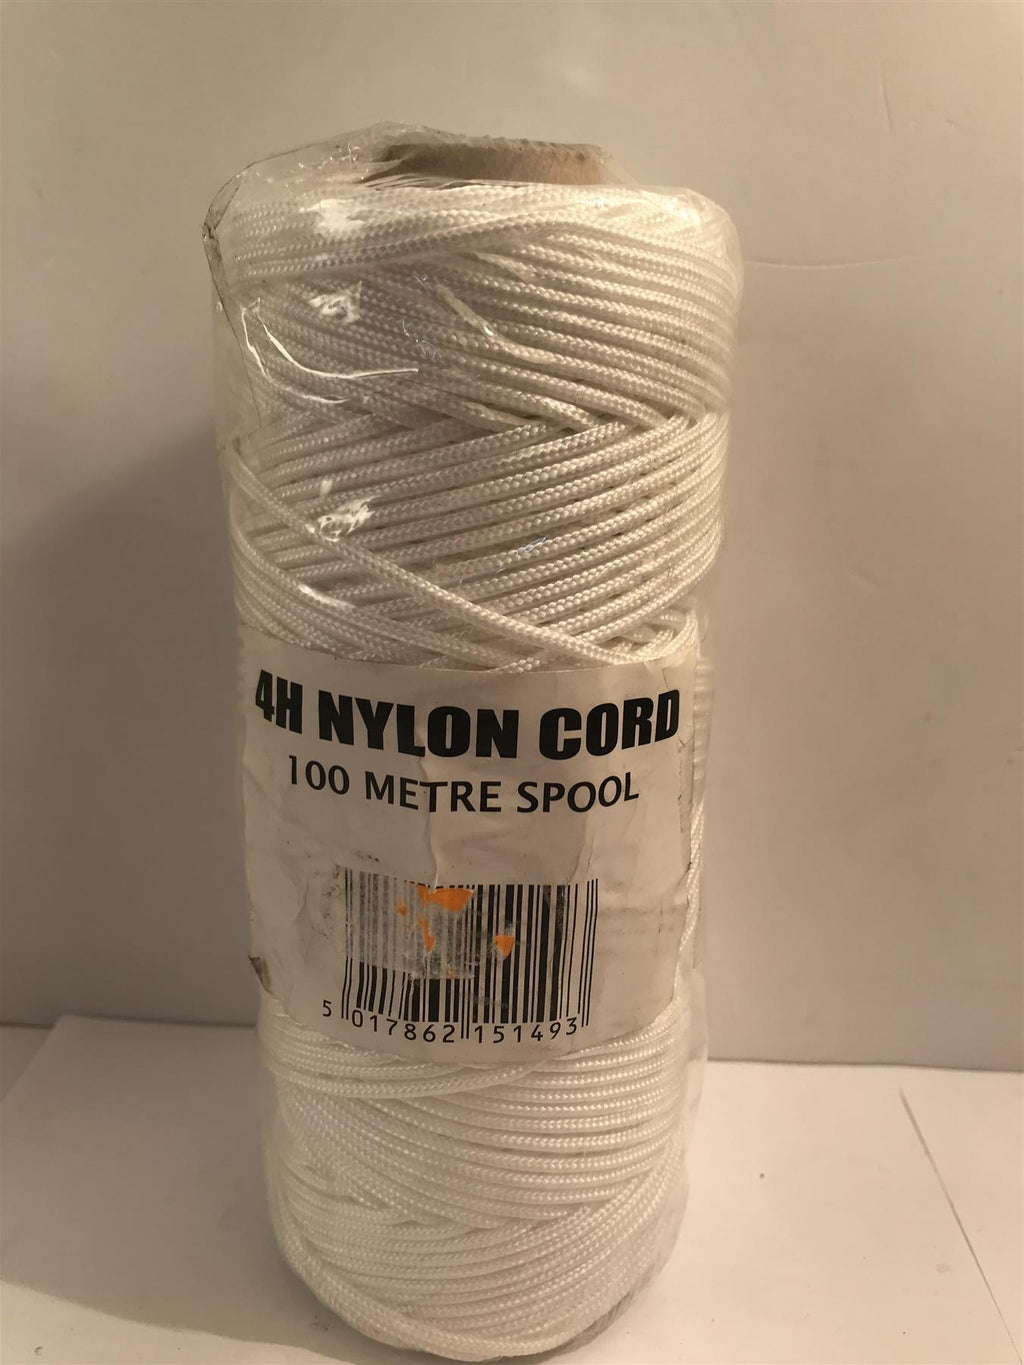 4H NYLON CORD
100 METRE SPOOL
5 017862 151493